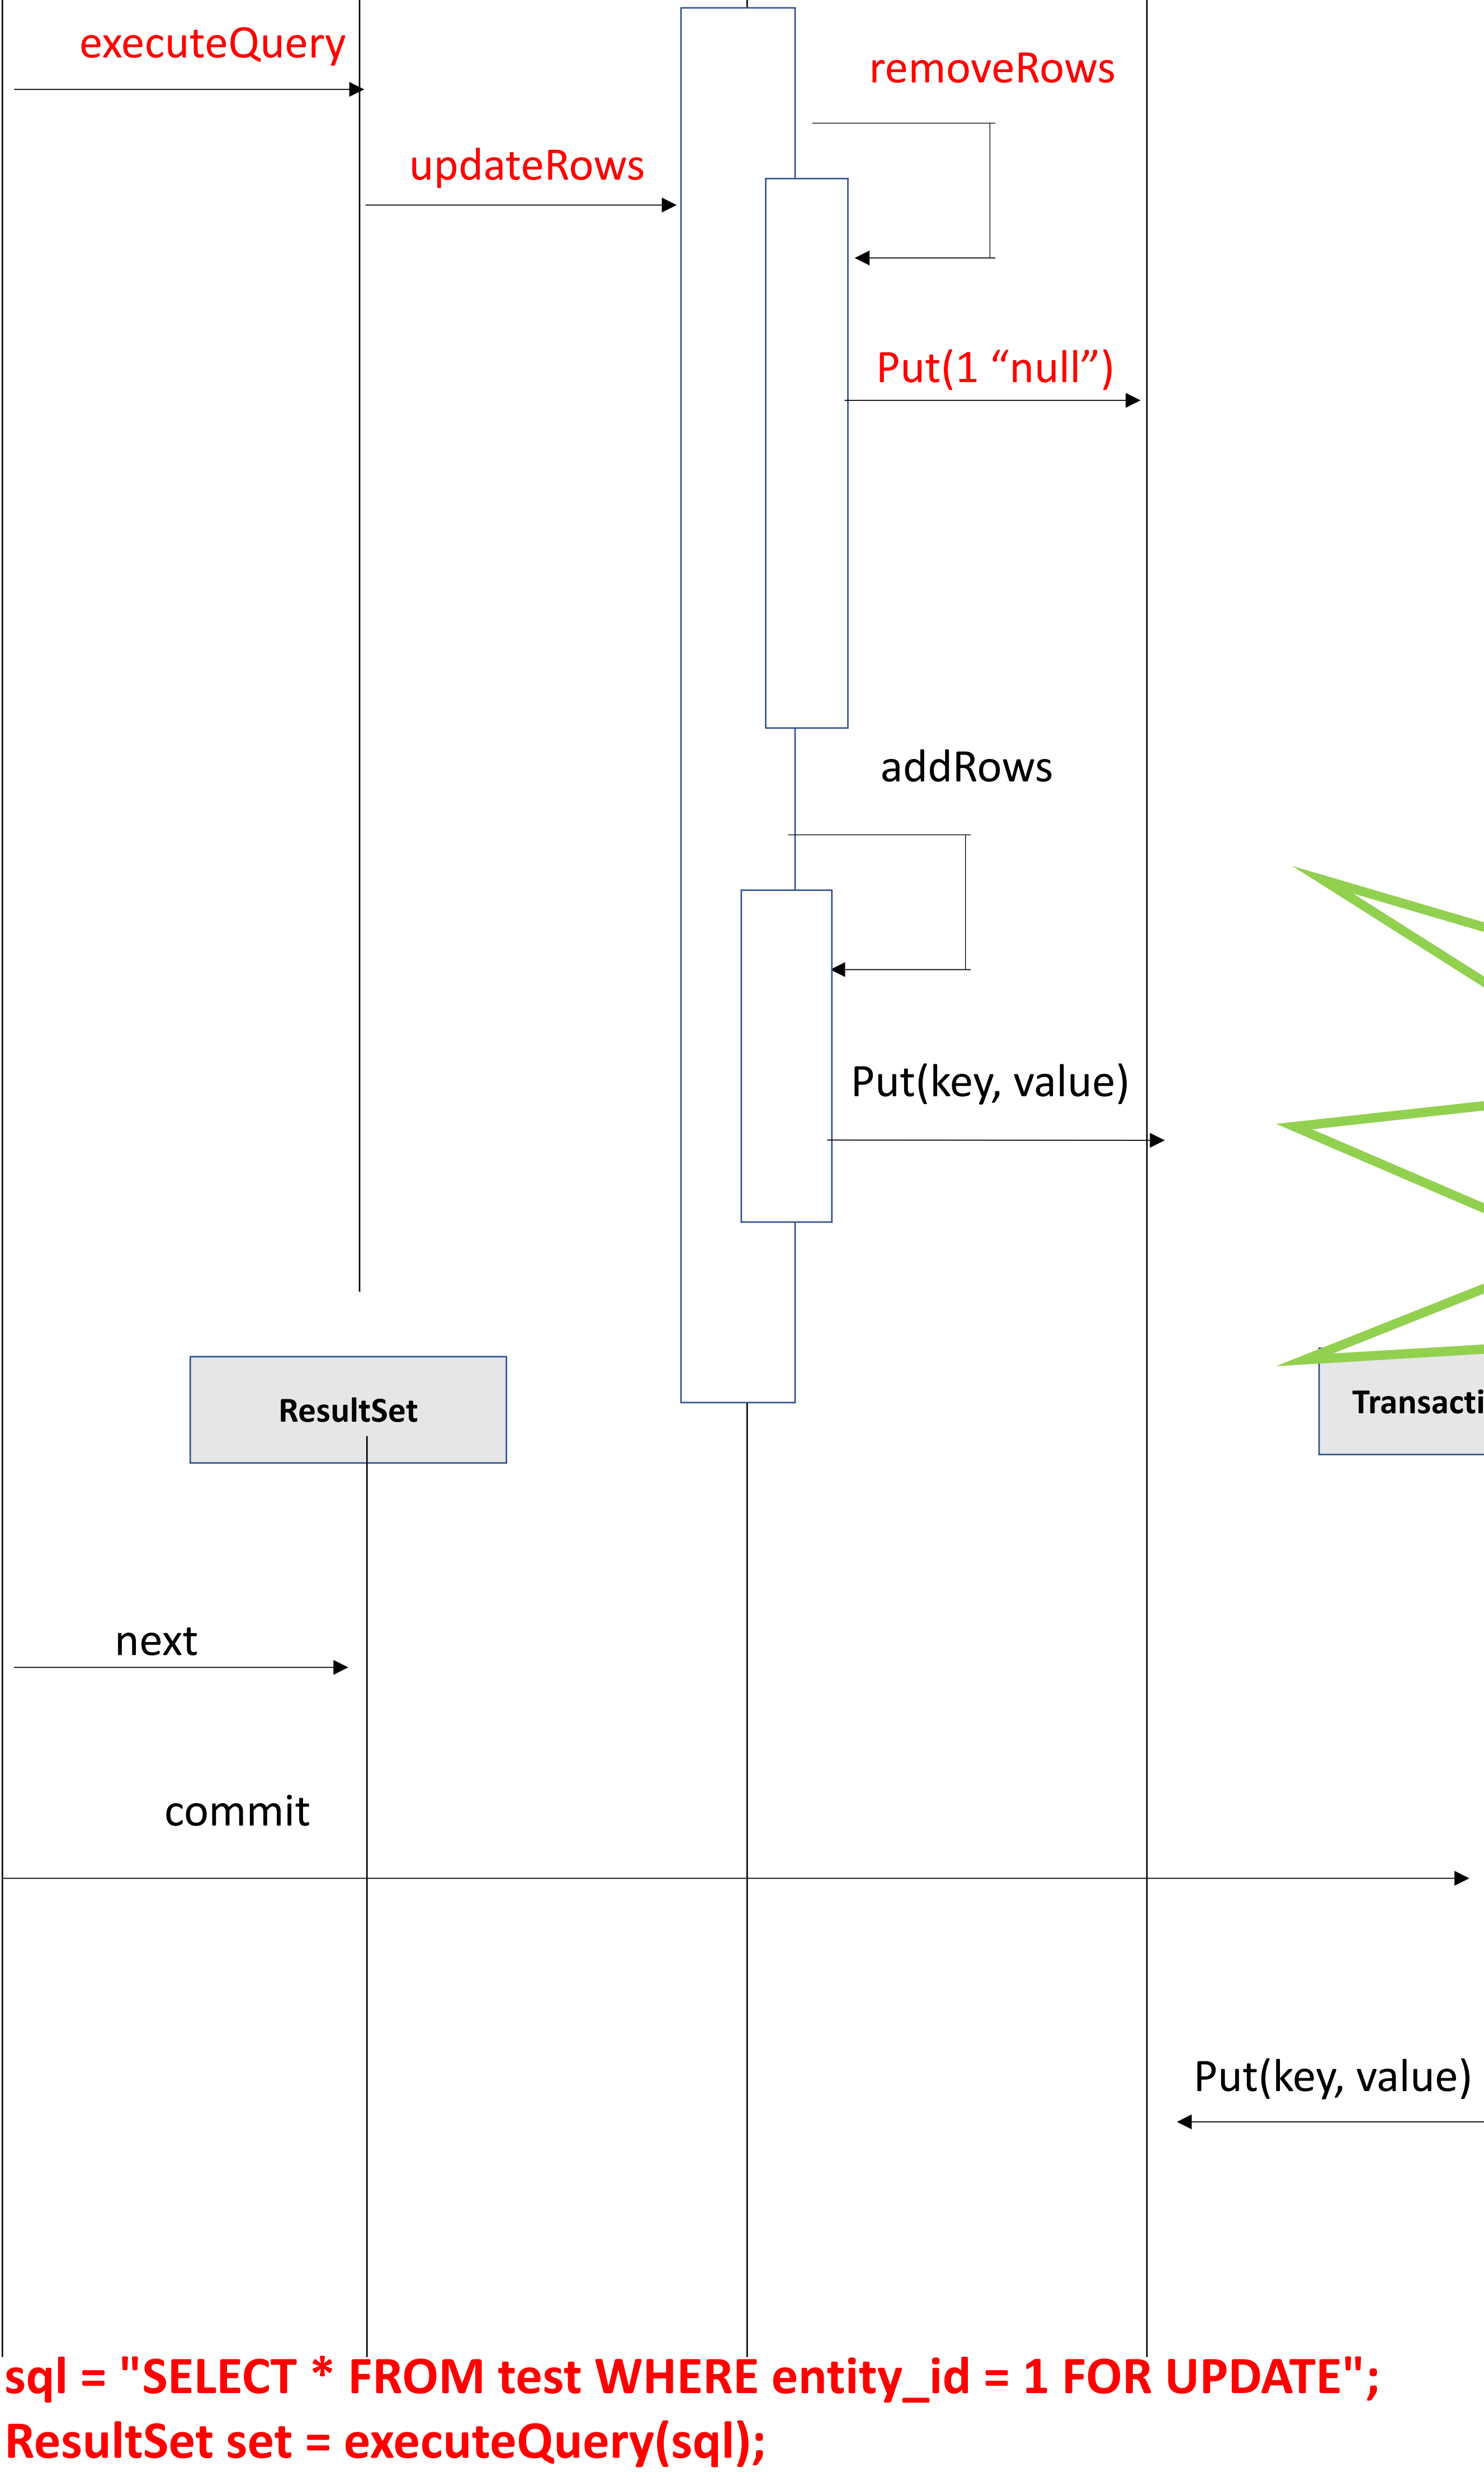 executeQuery
removeRows
updateRows
Put(1 “null”)
addRows
Put(key, value)
ResultSet
Transacti
next
commit
Put(key, value)
sql = "SELECT * FROM test WHERE entity_id = 1 FOR UPDATE";
ResultSet set = executeQuery(sql);